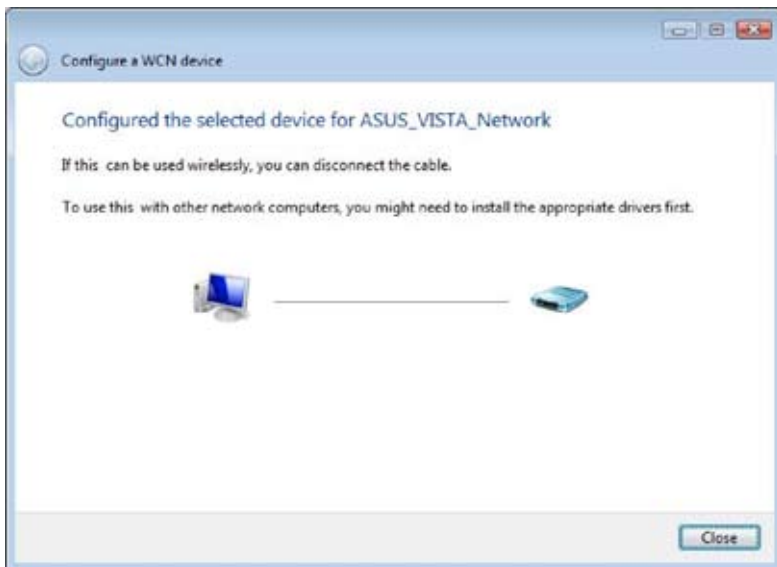 Configure a WCN device
Configured the selected device for ASUS_VISTA_Network
If this can be used wirelessly, you can disconnect the cable.
To use this with other network computers, you might need to install the appropriate drivers first.
Close